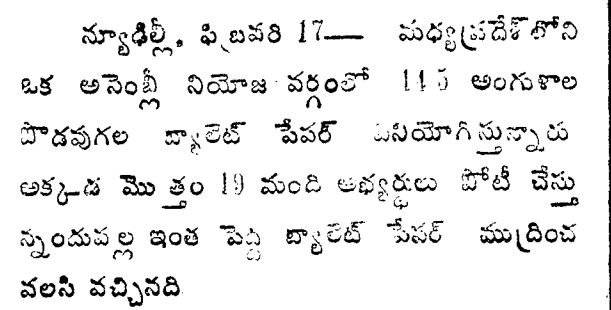 న్యూఢిల్లీ, ఫిబ్రవరి 17— మధ్యప్రదేశ్‌లోని
ఒక అసెంబ్లీ నియోజ వర్గంలో 14.5 అంగుళాల
పొడవుగల బ్యాలెట్ పేపర్ వినియోగిస్తున్నారు
అక్కడ మొత్తం 19 మంది అభ్యర్థులు పోటీ చేస్తు
న్నందువల్ల ఇంత పెద్ద బ్యాలెట్ పేపర్ ముద్రించ
వలసి వచ్చినది